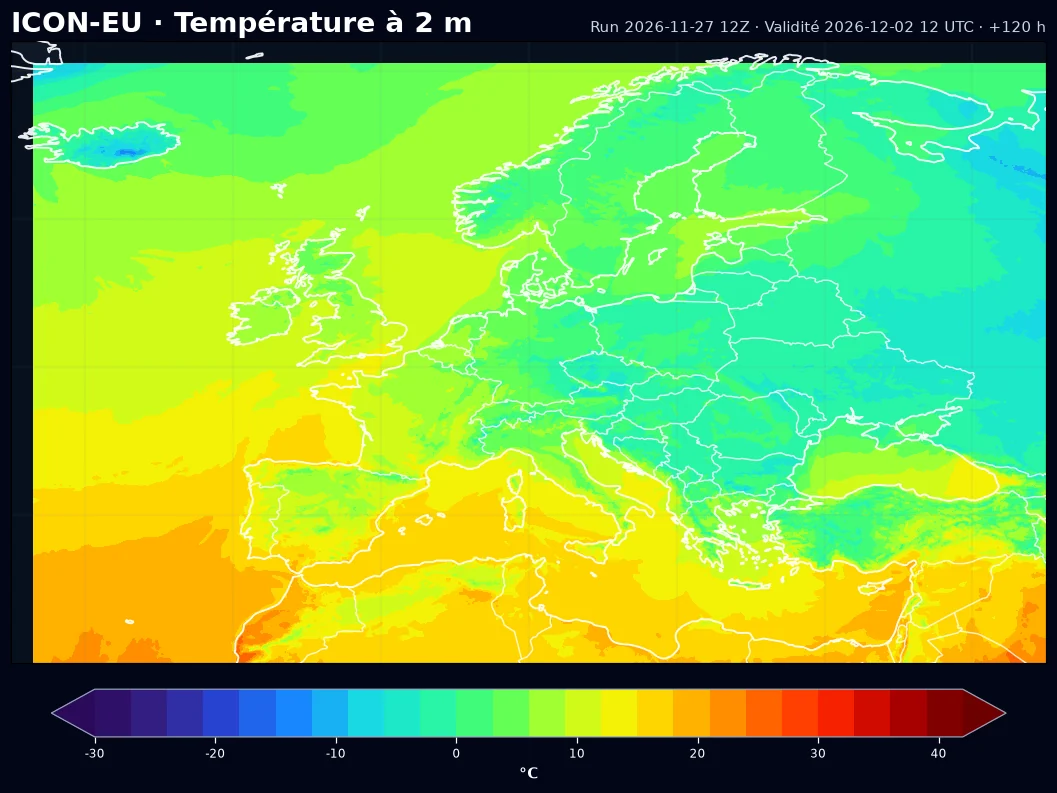 ICON-EU · Température à 2 m
Run 2026-11-27 12Z · Validité 2026-12-02 12 UTC · +120 h
-30 -20 -10 0 10 20 30 40
°C